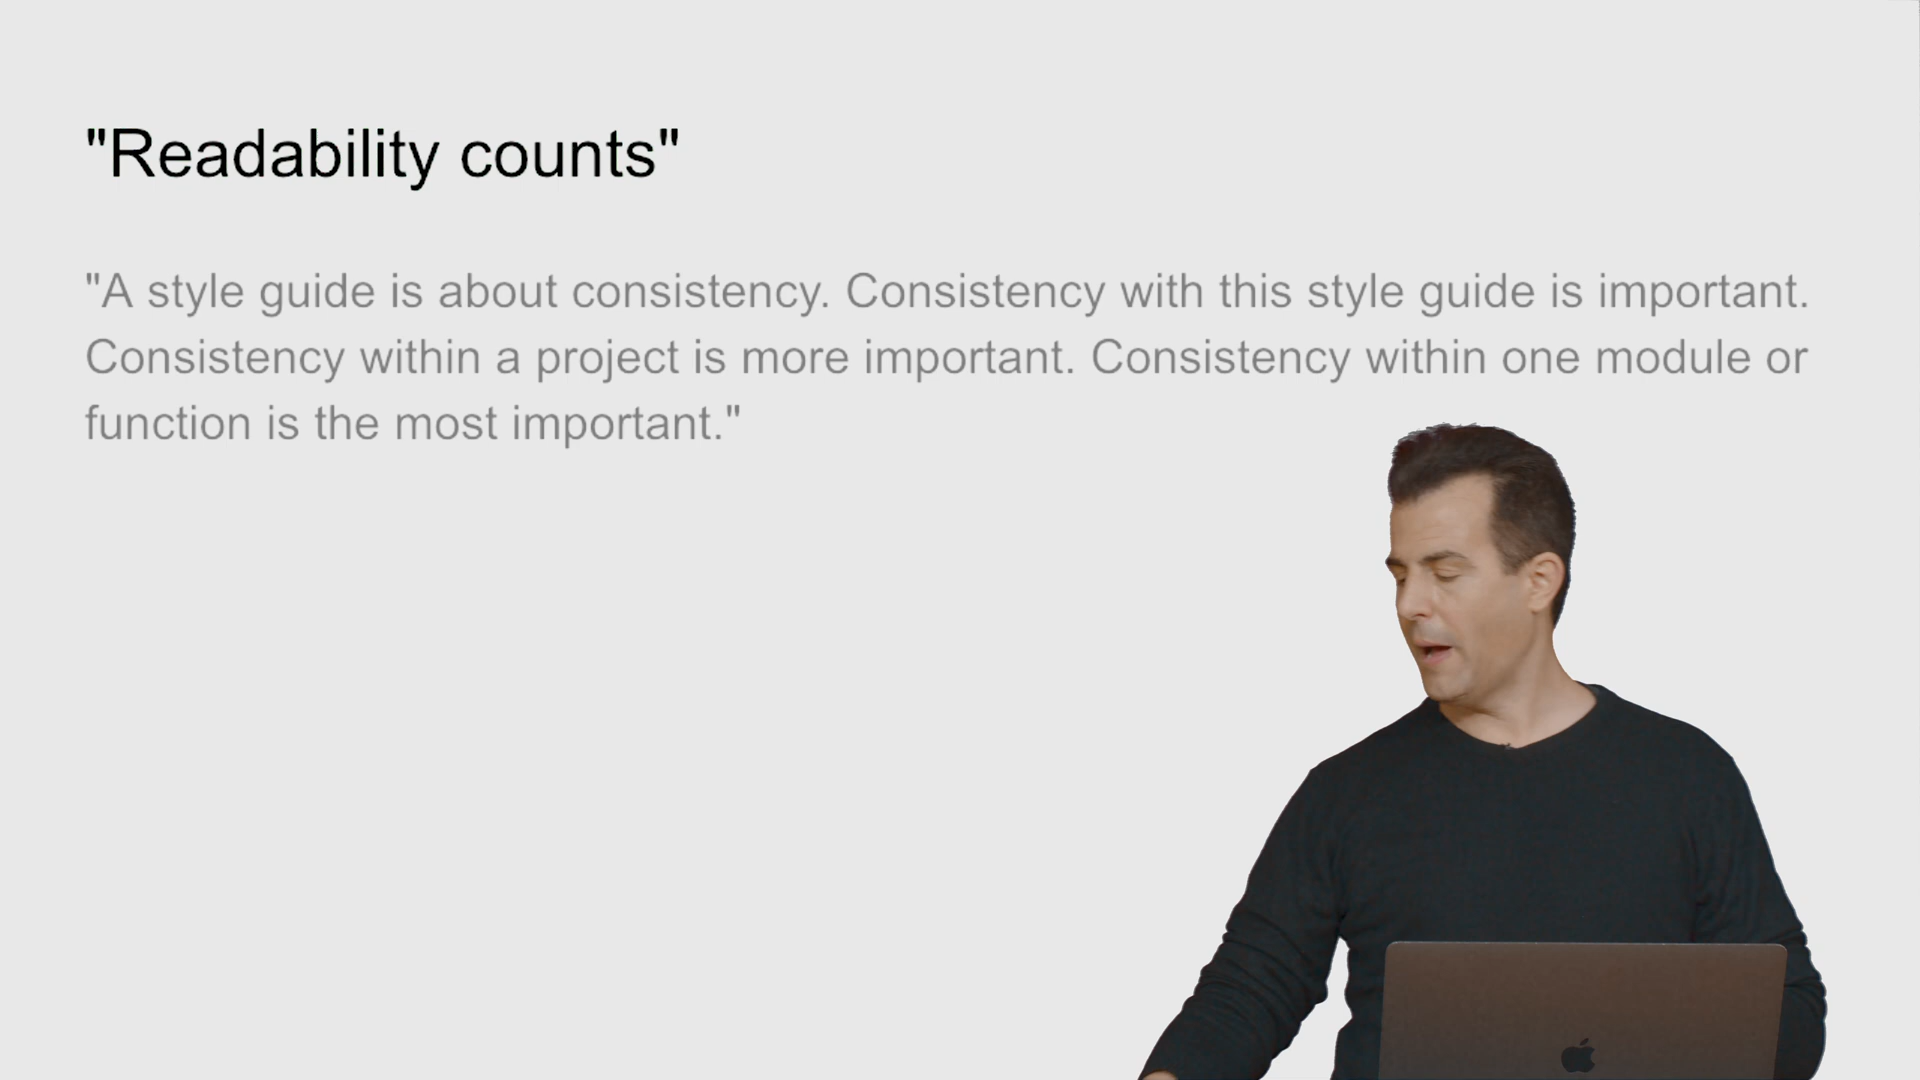 "Readability counts"
"A style guide is about consistency. Consistency with this style guide is important.
Consistency within a project is more important. Consistency within one module or
function is the most important."